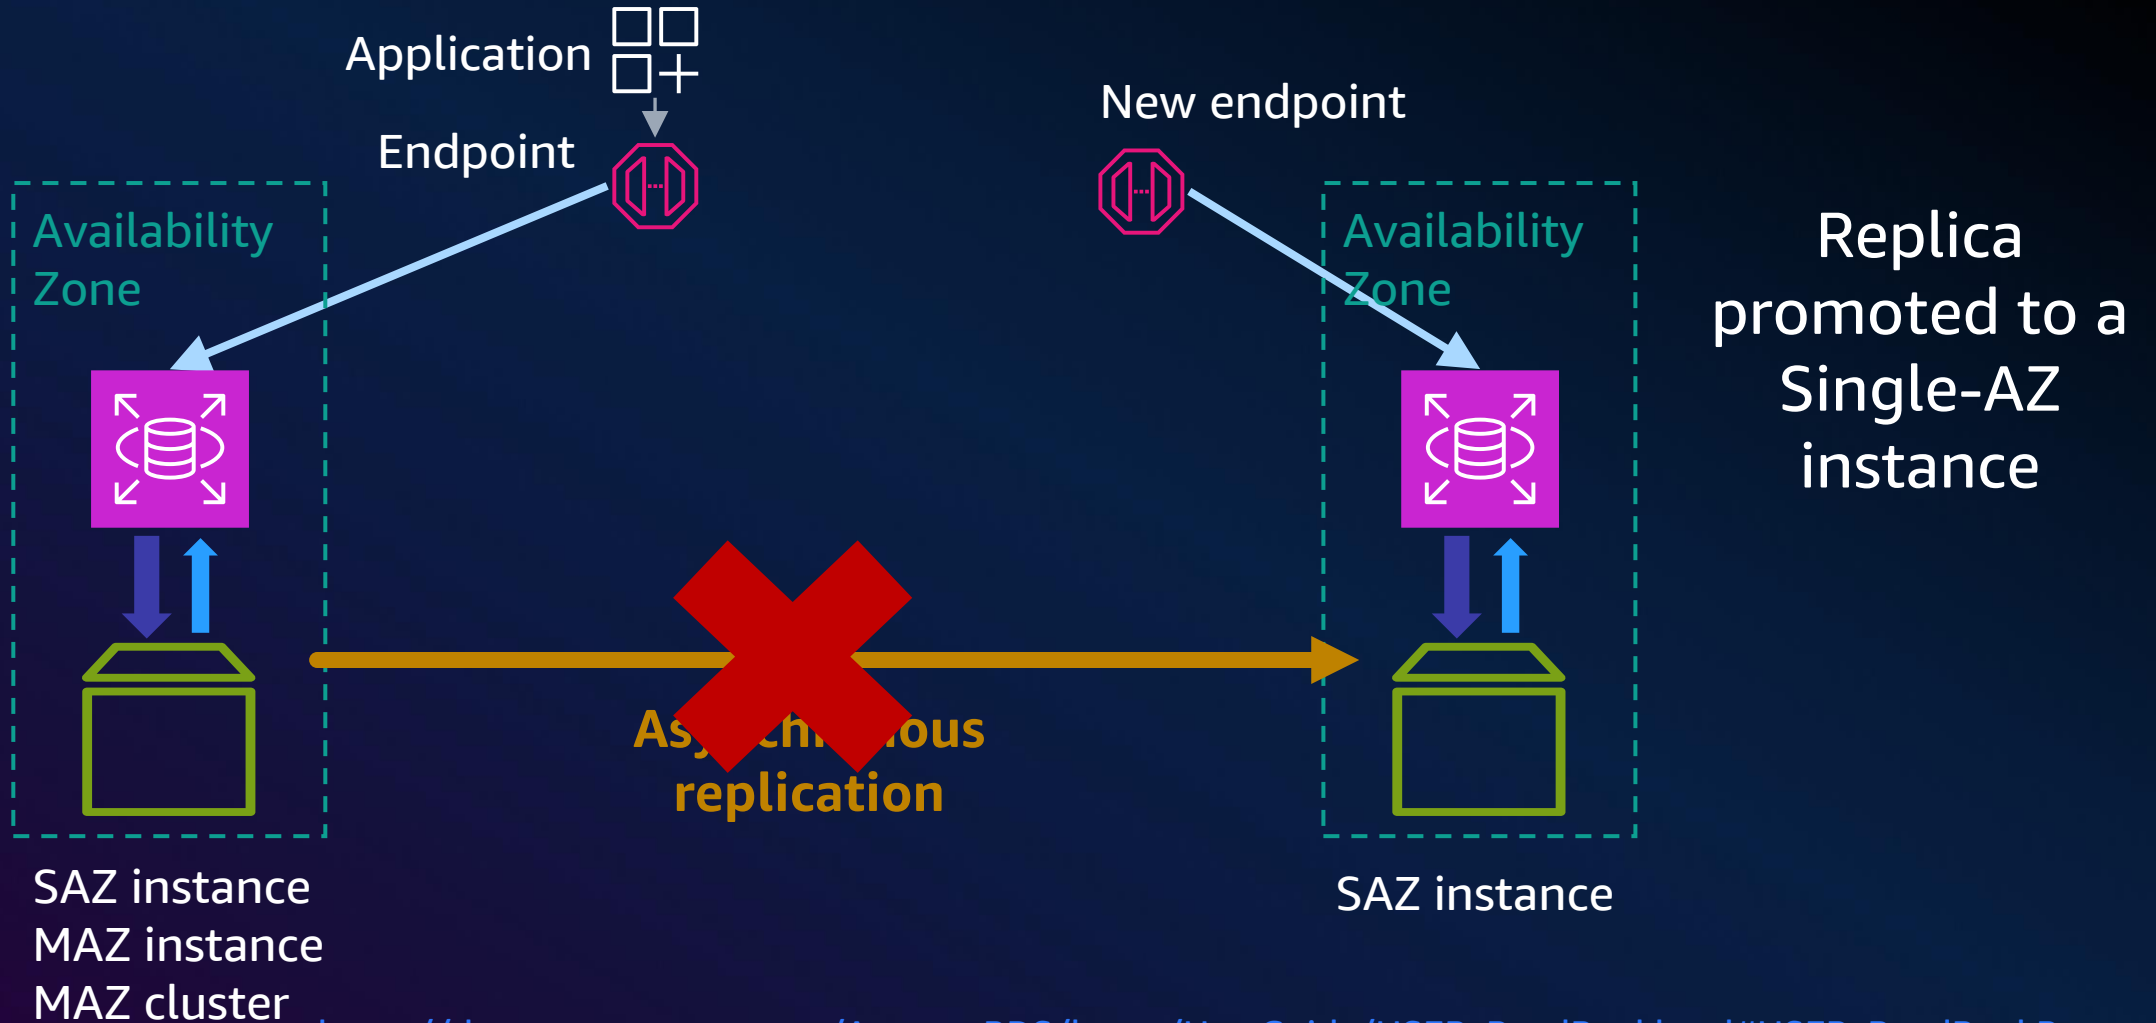 Application
Endpoint
New endpoint
Availability
Zone
Availability
Zone
Replica
promoted to a
Single-AZ
instance
Asynchronous
replication
SAZ instance
MAZ instance
MAZ cluster
SAZ instance